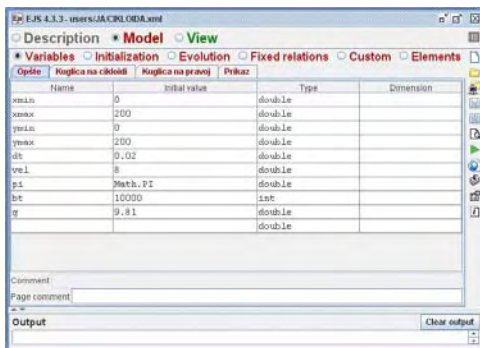 EJS 4.3.3 - users/JA/CIKLOIDA.xml
Description Model View
Variables Initialization Evolution Fixed relations Custom Elements
Opšte Kuglica na cikloidi Kuglica na pravoj Prikaz
Name Initial value Type Dimension
xmin 0 double
xmax 200 double
ymin 0 double
ymax 200 double
dt 0.02 double
vel 8 double
pi Math.PI double
bt 10000 int
g 9.81 double
double
Comment
Page comment
Output Clear output